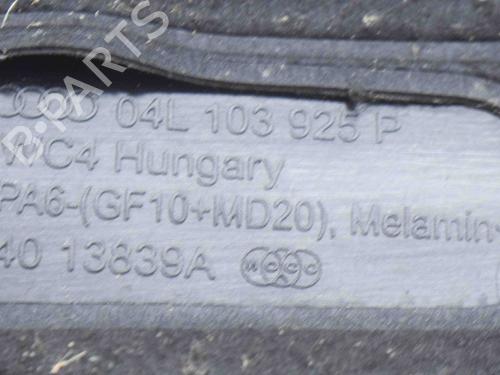 04L 103 925 P
WC4 Hungary
PA6-(GF10+MD20), Melamin-
40 13839A
B-PARTS